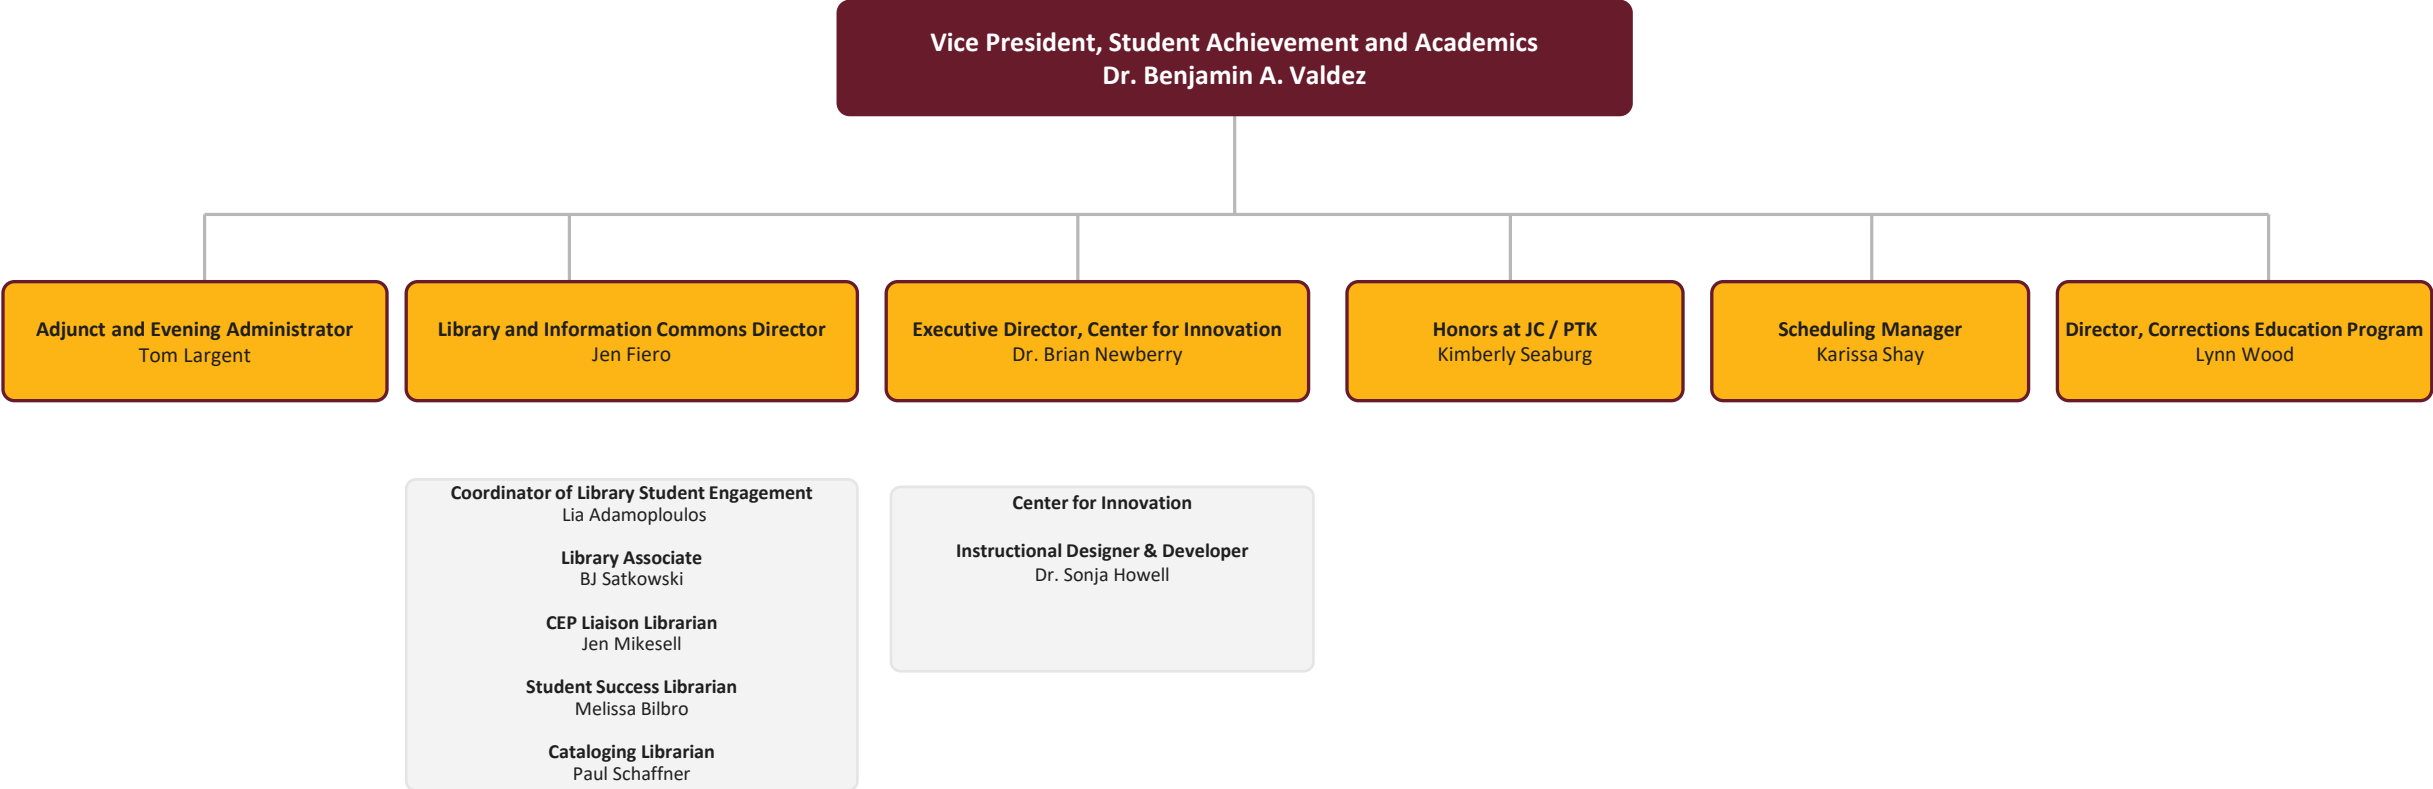 Vice President, Student Achievement and Academics
Dr. Benjamin A. Valdez
Adjunct and Evening Administrator
Tom Largent
Library and Information Commons Director
Jen Fiero
Executive Director, Center for Innovation
Dr. Brian Newberry
Honors at JC / PTK
Kimberly Seaburg
Scheduling Manager
Karissa Shay
Director, Corrections Education Program
Lynn Wood
Coordinator of Library Student Engagement
Lia Adamoploulos
Library Associate
BJ Satkowski
CEP Liaison Librarian
Jen Mikesell
Student Success Librarian
Melissa Bilbro
Cataloging Librarian
Paul Schaffner
Center for Innovation
Instructional Designer & Developer
Dr. Sonja Howell